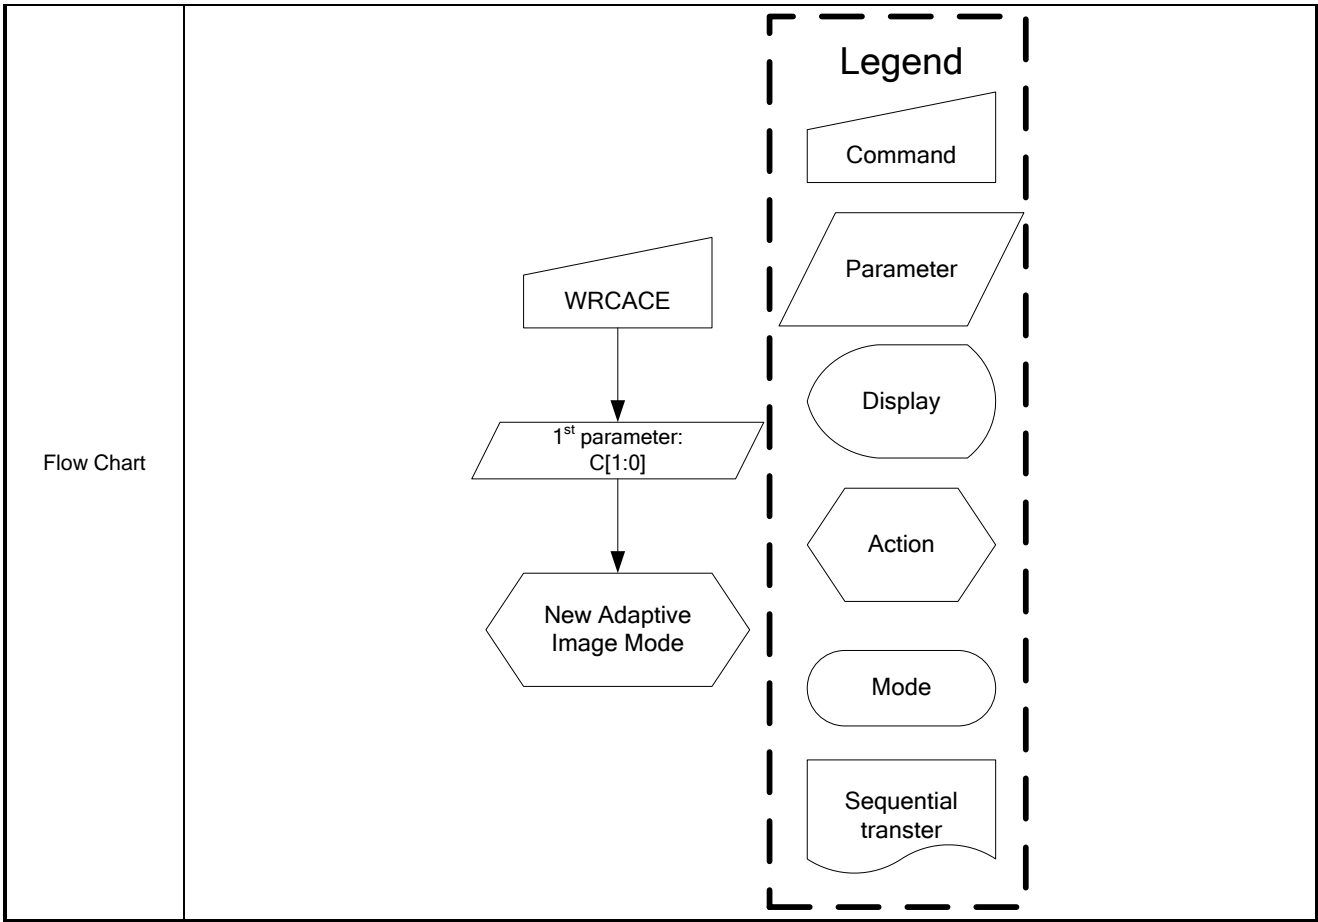 Flow Chart
WRCACE
1st parameter:
C[1:0]
New Adaptive
Image Mode
Legend
Command
Parameter
Display
Action
Mode
Sequential
transter